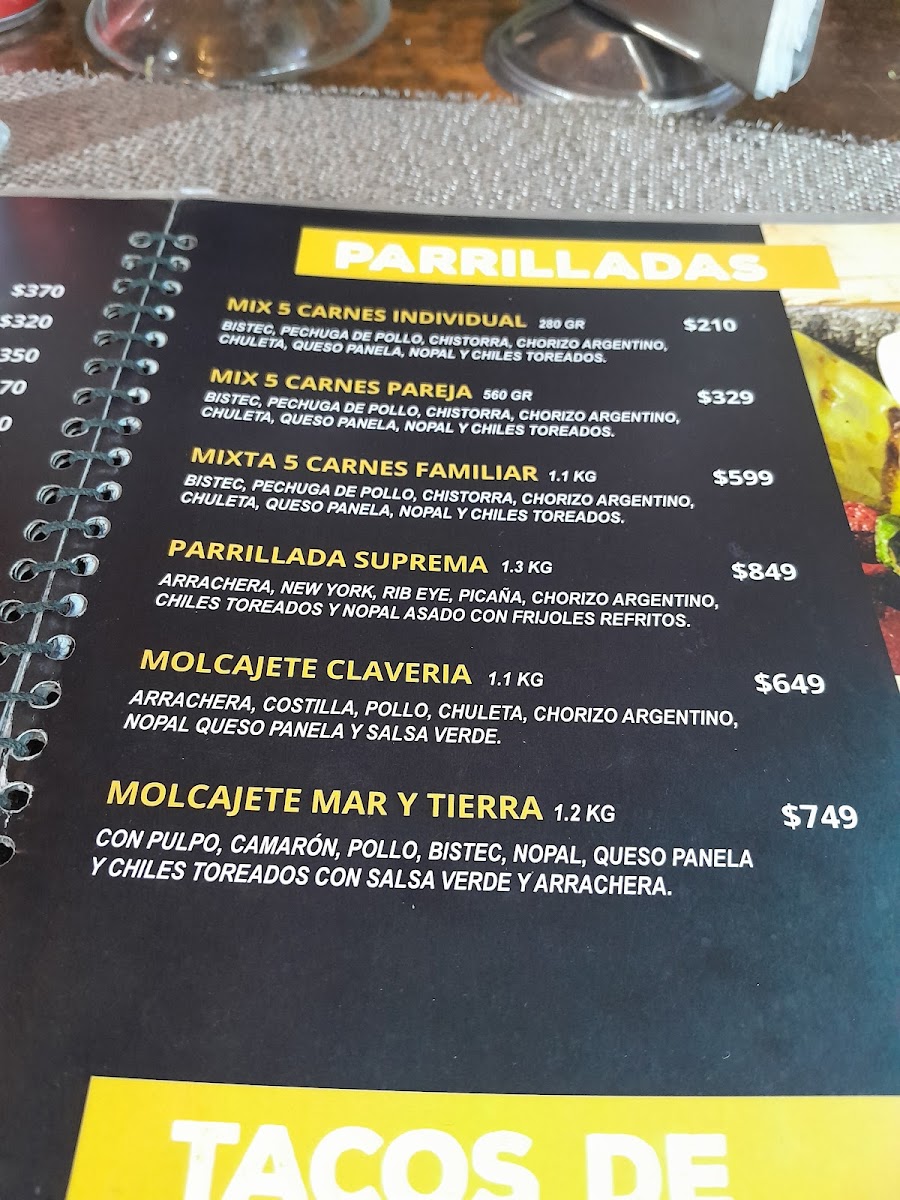 $370
$320
350
70
0
PARRILLADAS
MIX 5 CARNES INDIVIDUAL 280 GR $210
BISTEC, PECHUGA DE POLLO, CHISTORRA, CHORIZO ARGENTINO,
CHULETA, QUESO PANELA, NOPAL Y CHILES TOREADOS.
MIX 5 CARNES PAREJA 560 GR $329
BISTEC, PECHUGA DE POLLO, CHISTORRA, CHORIZO ARGENTINO,
CHULETA, QUESO PANELA, NOPAL Y CHILES TOREADOS.
MIXTA 5 CARNES FAMILIAR 1.1 KG $599
BISTEC, PECHUGA DE POLLO, CHISTORRA, CHORIZO ARGENTINO,
CHULETA, QUESO PANELA, NOPAL Y CHILES TOREADOS.
PARRILLADA SUPREMA 1.3 KG $849
ARRACHERA, NEW YORK, RIB EYE, PICAÑA, CHORIZO ARGENTINO,
CHILES TOREADOS Y NOPAL ASADO CON FRIJOLES REFRITOS.
MOLCAJETE CLAVERIA 1.1 KG $649
ARRACHERA, COSTILLA, POLLO, CHULETA, CHORIZO ARGENTINO,
NOPAL QUESO PANELA Y SALSA VERDE.
MOLCAJETE MAR Y TIERRA 1.2 KG $749
CON PULPO, CAMARÓN, POLLO, BISTEC, NOPAL, QUESO PANELA
Y CHILES TOREADOS CON SALSA VERDE Y ARRACHERA.
TACOS DE